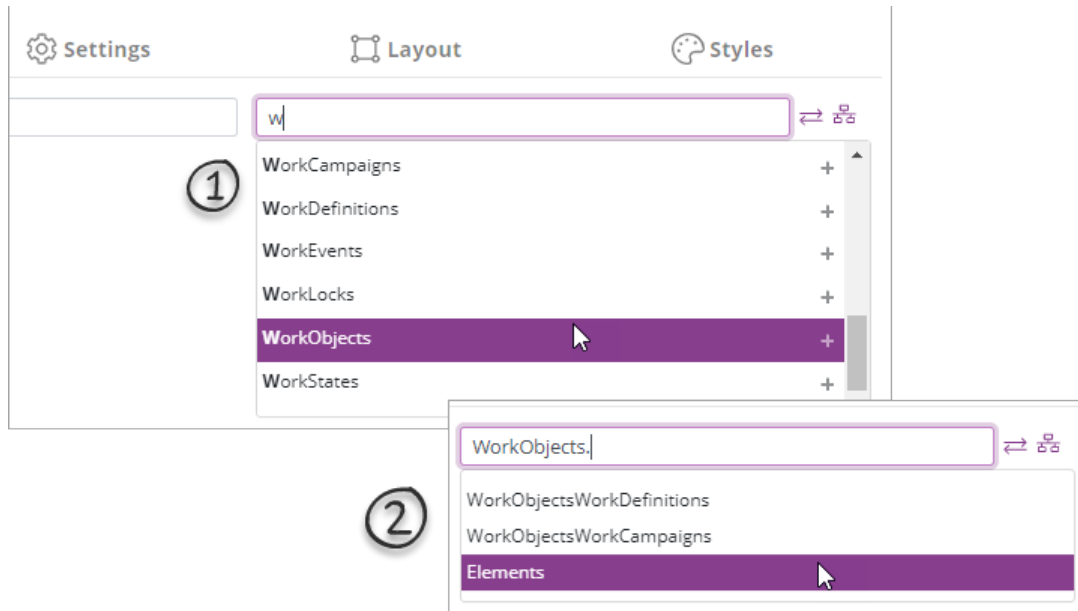 Settings Layout Styles
w
1
WorkCampaigns +
WorkDefinitions +
WorkEvents +
WorkLocks +
WorkObjects +
WorkStates +
WorkObjects.
2
WorkObjectsWorkDefinitions
WorkObjectsWorkCampaigns
Elements